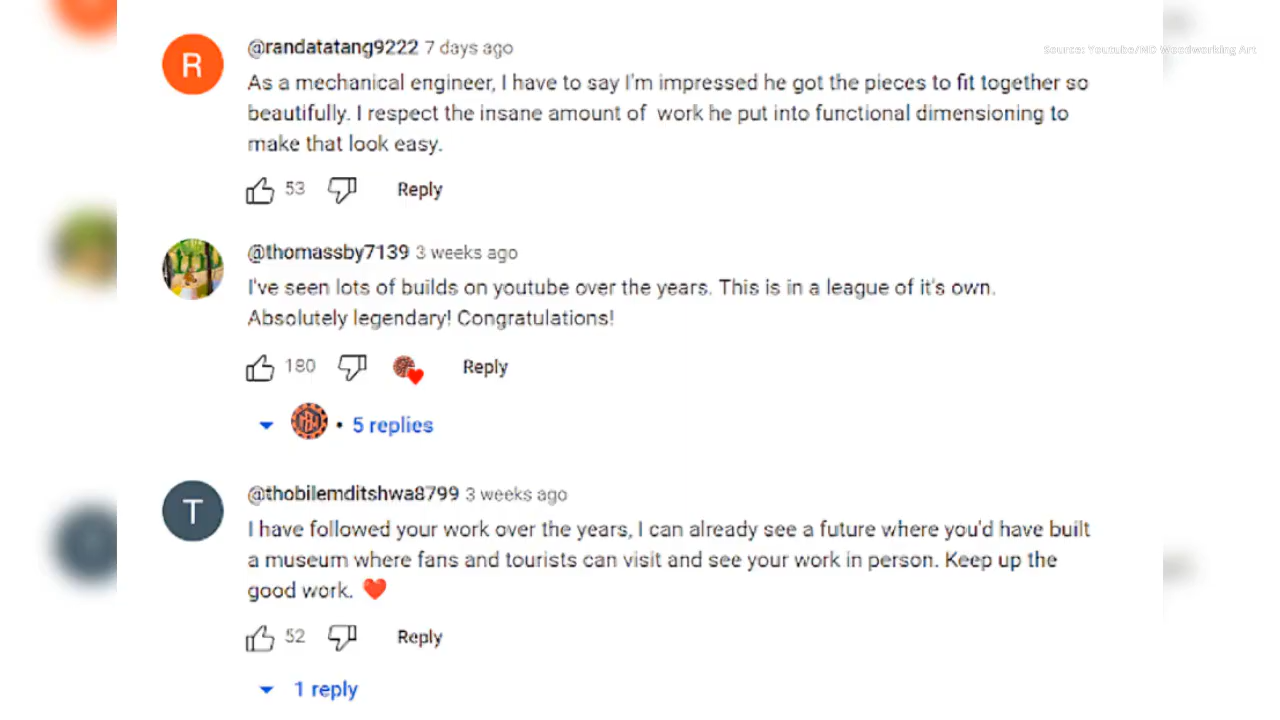 Source: Youtube/ND Woodworking Art
R
@randatatang9222 7 days ago
As a mechanical engineer, I have to say I'm impressed he got the pieces to fit together so
beautifully. I respect the insane amount of work he put into functional dimensioning to
make that look easy.
53 Reply
@thomassby7139 3 weeks ago
I've seen lots of builds on youtube over the years. This is in a league of it's own.
Absolutely legendary! Congratulations!
180 Reply
• 5 replies
T
@thobilemditshwa8799 3 weeks ago
I have followed your work over the years, I can already see a future where you'd have built
a museum where fans and tourists can visit and see your work in person. Keep up the
good work. ❤️
52 Reply
1 reply